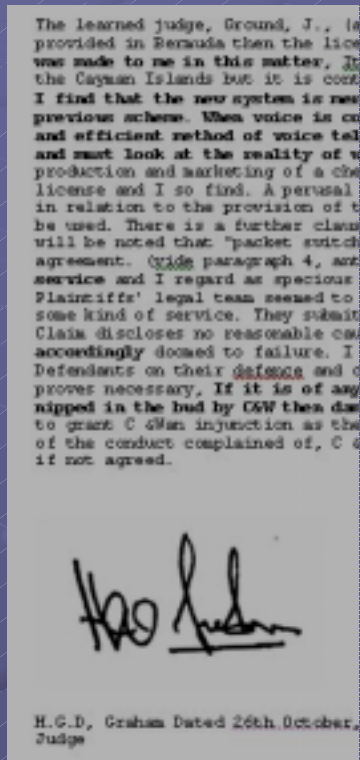 The learned judge, Ground, J., (a
provided in Bermuda then the lice
was made to me in this matter, It
the Cayman Islands but it is cont
I find that the new system is mer
previous scheme. When voice is co
and efficient method of voice tel
and must look at the reality of w
production and marketing of a che
license and I so find. A perusal
in relation to the provision of t
be used. There is a further claus
will be noted that "packet switch
agreement. (vide paragraph 4, ant
service and I regard as specious
Plaintiffs' legal team seemed to
some kind of service. They submit
Claim discloses no reasonable cau
accordingly doomed to failure. I
Defendants on their defence and c
proves necessary, If it is of any
nipped in the bud by C&W then dam
to grant C &Wan injunction as the
of the conduct complained of, C &
if not agreed.
H.G.D, Graham Dated 26th October,
Judge